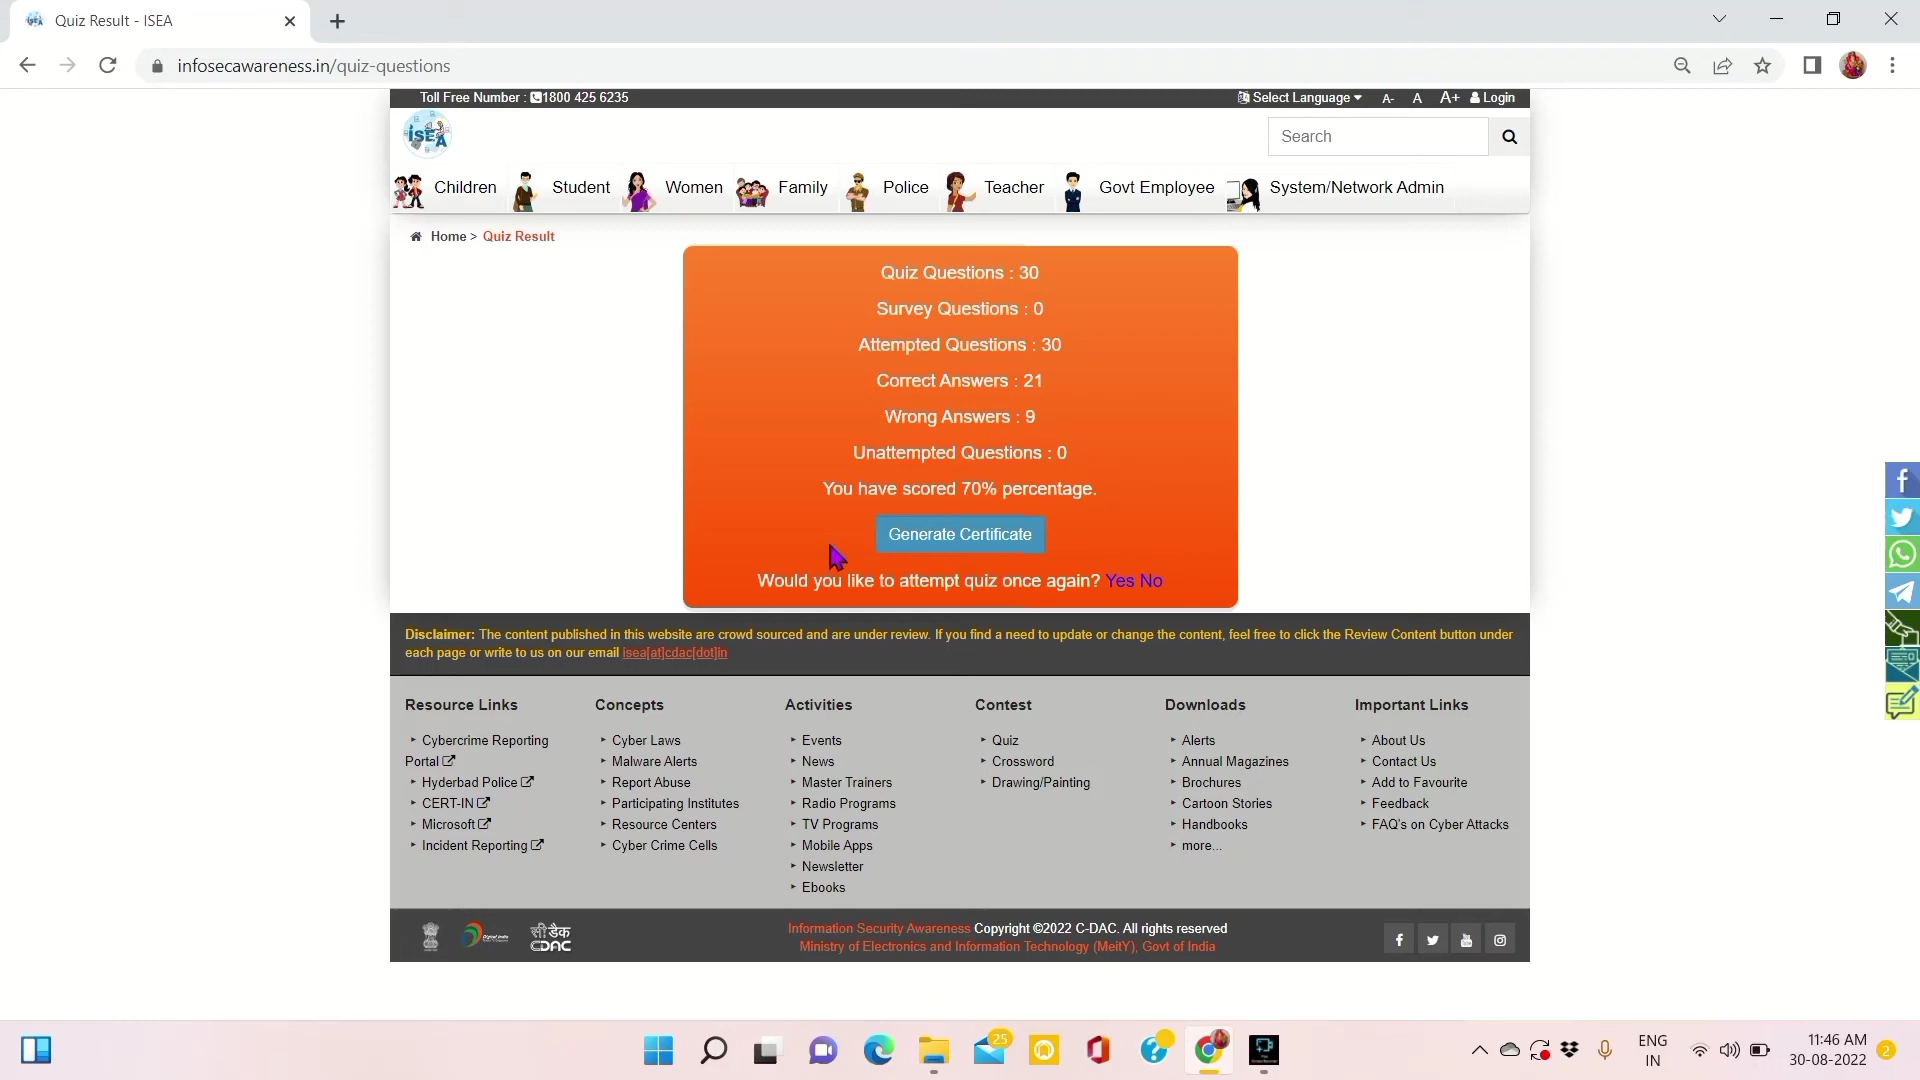 Quiz Result - ISEA
infosecawareness.in/quiz-questions
Toll Free Number : 1800 425 6235
Select Language A- A A+ Login
ISEA
Search
Children Student Women Family Police Teacher Govt Employee System/Network Admin
Home > Quiz Result
Quiz Questions : 30
Survey Questions : 0
Attempted Questions : 30
Correct Answers : 21
Wrong Answers : 9
Unattempted Questions : 0
You have scored 70% percentage.
Generate Certificate
Would you like to attempt quiz once again? Yes No
Disclaimer: The content published in this website are crowd sourced and are under review. If you find a need to update or change the content, feel free to click the Review Content button under
each page or write to us on our email isea[at]cdac[dot]in
Resource Links
Cybercrime Reporting
Portal
Hyderbad Police
CERT-IN
Microsoft
Incident Reporting
Concepts
Cyber Laws
Malware Alerts
Report Abuse
Participating Institutes
Resource Centers
Cyber Crime Cells
Activities
Events
News
Master Trainers
Radio Programs
TV Programs
Mobile Apps
Newsletter
Ebooks
Contest
Quiz
Crossword
Drawing/Painting
Downloads
Alerts
Annual Magazines
Brochures
Cartoon Stories
Handbooks
more...
Important Links
About Us
Contact Us
Add to Favourite
Feedback
FAQ's on Cyber Attacks
Digital India
सी डैक
CDAC
Information Security Awareness Copyright ©2022 C-DAC. All rights reserved
Ministry of Electronics and Information Technology (MeitY), Govt of India
25
ENG
IN
11:46 AM
30-08-2022
2